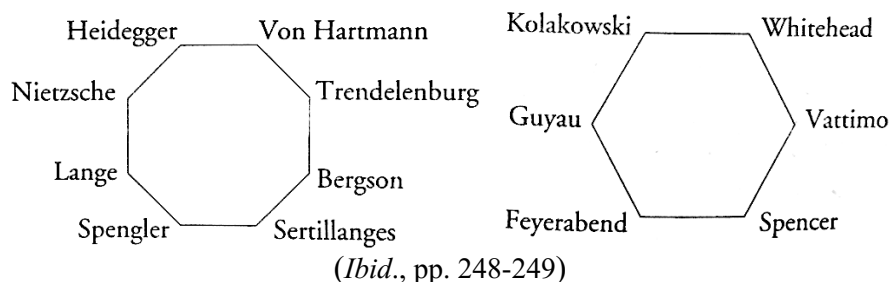 Heidegger Von Hartmann
Nietzsche Trendelenburg
Lange Bergson
Spengler Sertillanges
Kolakowski Whitehead
Guyau Vattimo
Feyerabend Spencer
(Ibid., pp. 248-249)